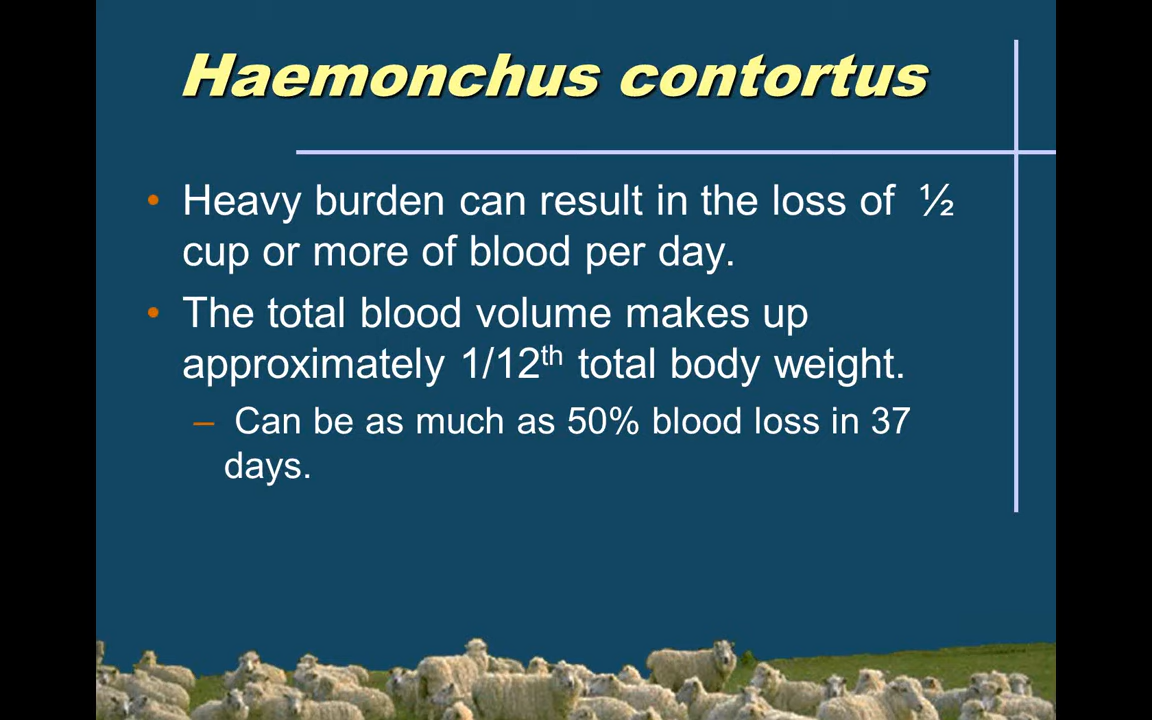 Haemonchus contortus
• Heavy burden can result in the loss of ½
cup or more of blood per day.
• The total blood volume makes up
approximately 1/12th total body weight.
– Can be as much as 50% blood loss in 37
days.